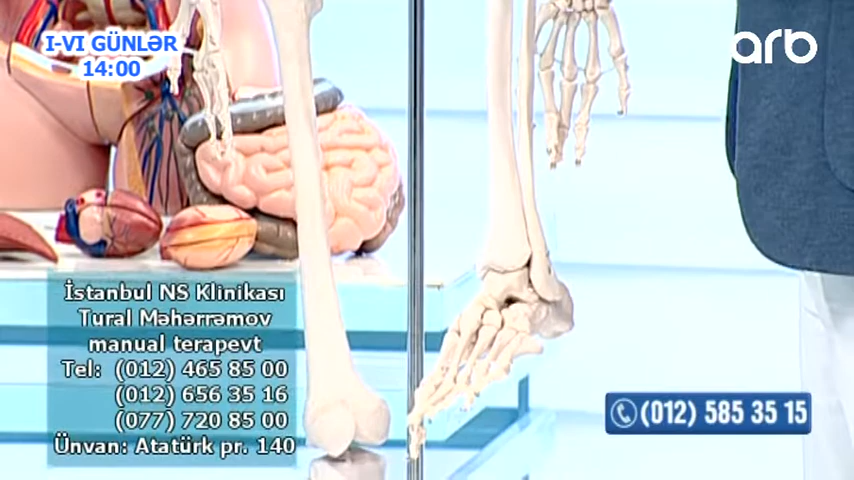 I-VI GÜNLƏR
14:00
arb
İstanbul NS Klinikası
Tural Məhərrəmov
manual terapevt
Tel: (012) 465 85 00
(012) 656 35 16
(077) 720 85 00
Ünvan: Atatürk pr. 140
(012) 585 35 15